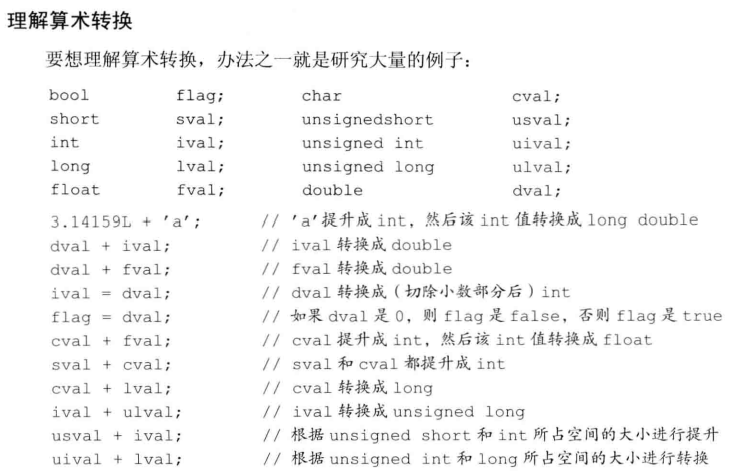 理解算术转换
要想理解算术转换，办法之一就是研究大量的例子：
bool flag; char cval;
short sval; unsignedshort usval;
int ival; unsigned int uival;
long lval; unsigned long ulval;
float fval; double dval;
3.14159L + 'a'; // 'a'提升成 int，然后该 int 值转换成 long double
dval + ival; // ival 转换成 double
dval + fval; // fval 转换成 double
ival = dval; // dval 转换成（切除小数部分后）int
flag = dval; // 如果 dval 是 0，则 flag 是 false，否则 flag 是 true
cval + fval; // cval 提升成 int，然后该 int 值转换成 float
sval + cval; // sval 和 cval 都提升成 int
cval + lval; // cval 转换成 long
ival + ulval; // ival 转换成 unsigned long
usval + ival; // 根据 unsigned short 和 int 所占空间的大小进行提升
uival + lval; // 根据 unsigned int 和 long 所占空间的大小进行转换